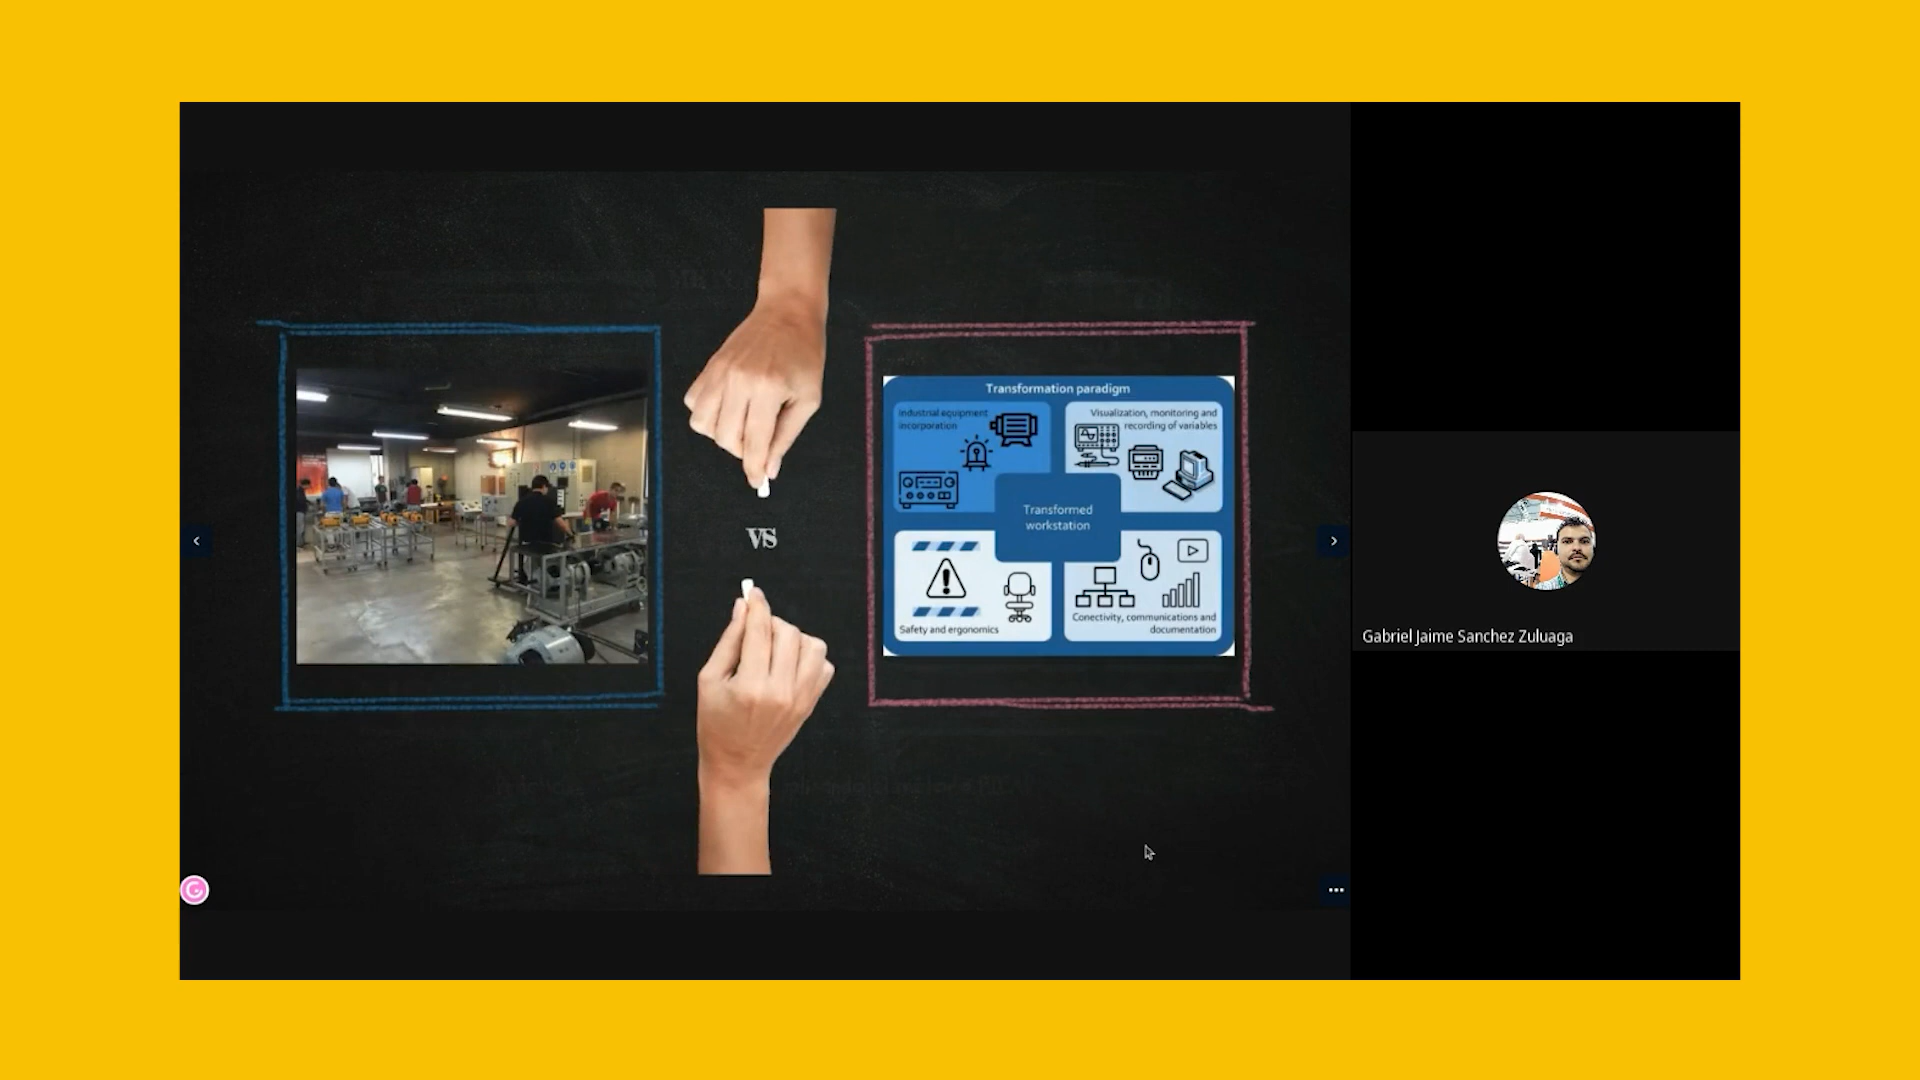 VS
Transformation paradigm
Industrial equipment
incorporation
Visualization, monitoring and
recording of variables
Transformed
workstation
Safety and ergonomics
Conectivity, communications and
documentation
Gabriel Jaime Sanchez Zuluaga